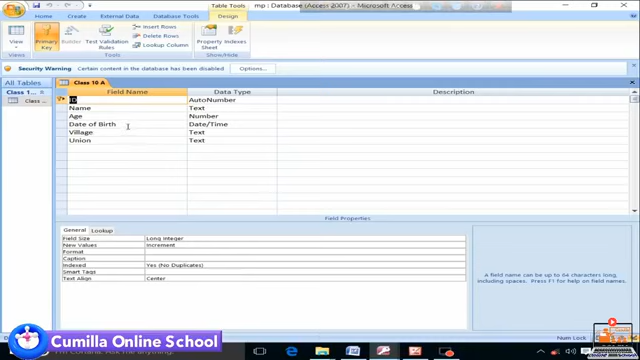 Table Tools
mp : Database (Access 2007) - Microsoft Access
Home Create External Data Database Tools Design
View Primary Key Builder Test Validation Rules
Insert Rows
Delete Rows
Lookup Column
Property Sheet Indexes
Views Tools Show/Hide
Security Warning Certain content in the database has been disabled Options...
All Tables
Class 10 A
Class 1...
Class ...
Field Name Data Type Description
ID AutoNumber
Name Text
Age Number
Date of Birth Date/Time
Village Text
Union Text
Field Properties
General Lookup
Field Size Long Integer
New Values Increment
Format
Caption
Indexed Yes (No Duplicates)
Smart Tags
Text Align Center
A field name can be up to 64 characters long, including spaces. Press F1 for help on field names.
Num Lock
Cumilla Online School